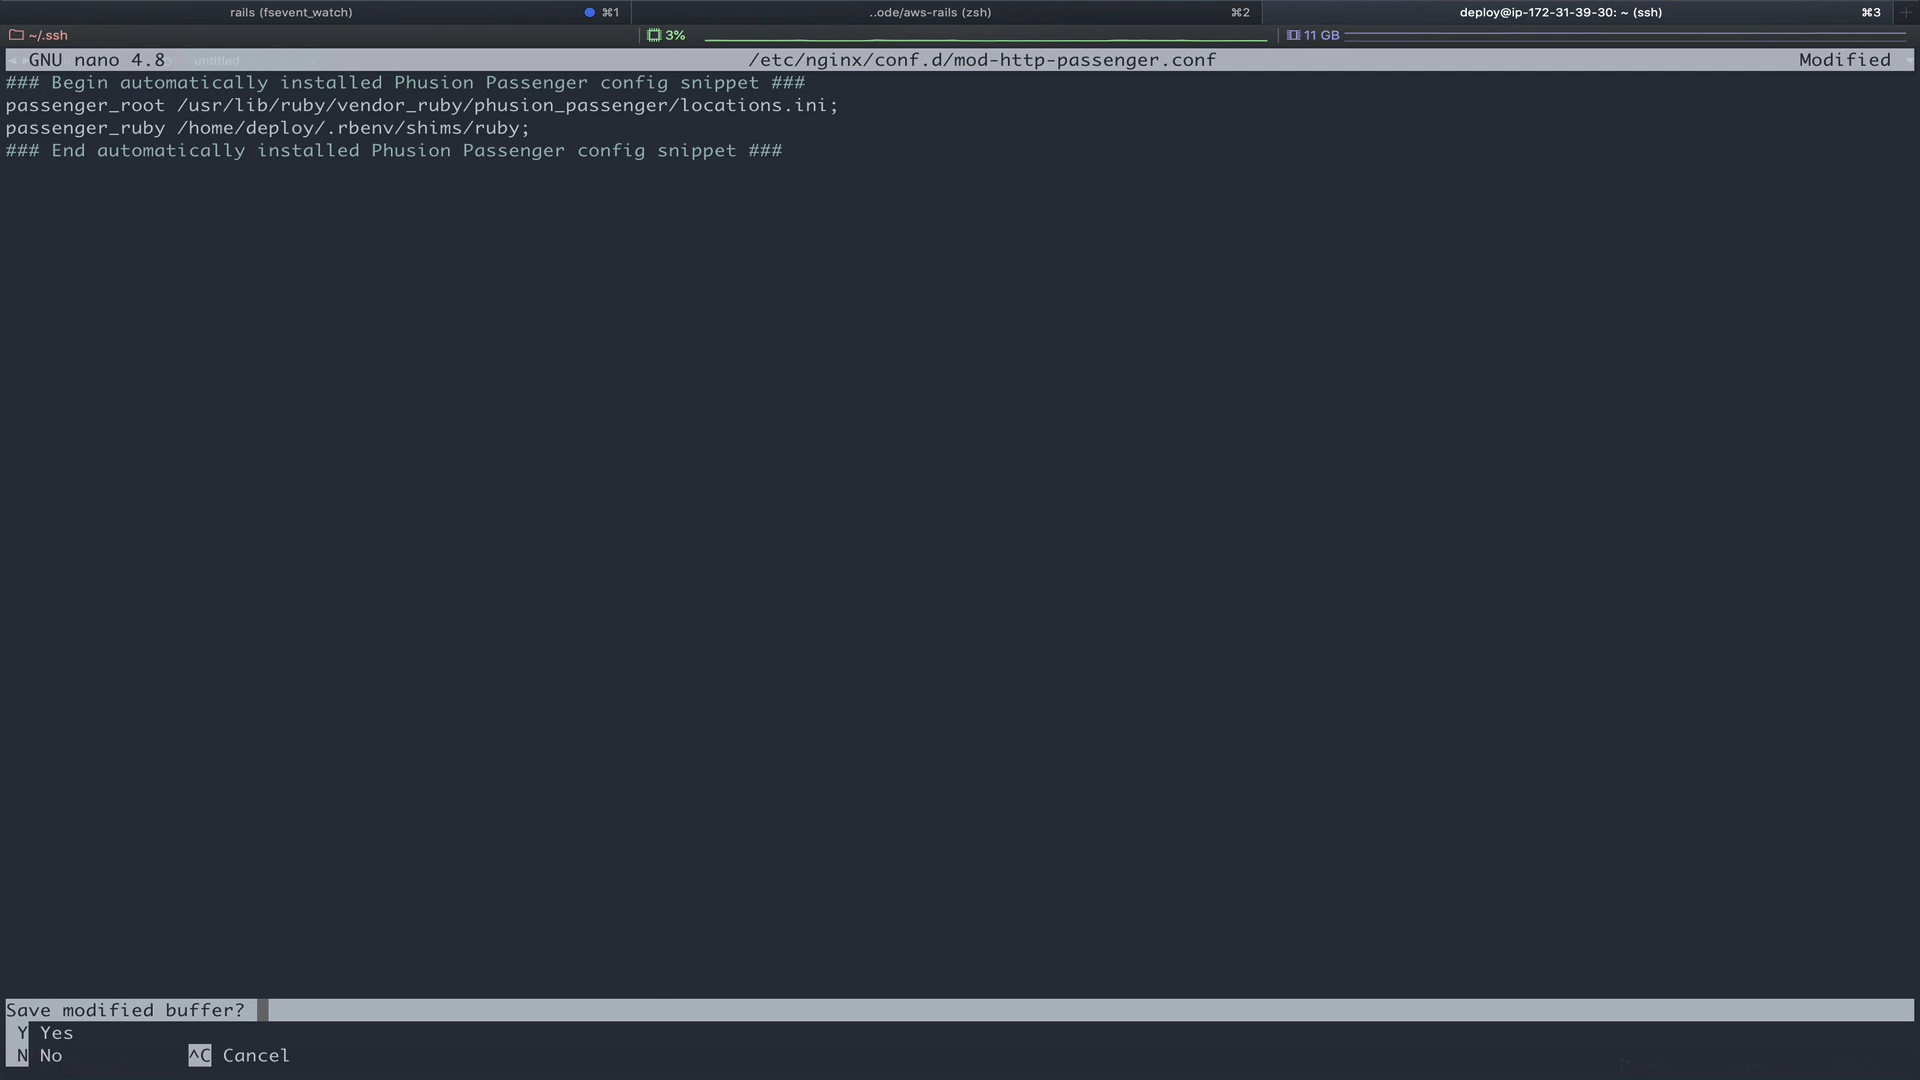 rails (fsevent_watch) ⌘1 ..ode/aws-rails (zsh) ⌘2 deploy@ip-172-31-39-30: ~ (ssh) ⌘3
~/.ssh 3% 11 GB
GNU nano 4.8 untitled /etc/nginx/conf.d/mod-http-passenger.conf Modified
### Begin automatically installed Phusion Passenger config snippet ###
passenger_root /usr/lib/ruby/vendor_ruby/phusion_passenger/locations.ini;
passenger_ruby /home/deploy/.rbenv/shims/ruby;
### End automatically installed Phusion Passenger config snippet ###
Save modified buffer?
Y Yes
N No ^C Cancel